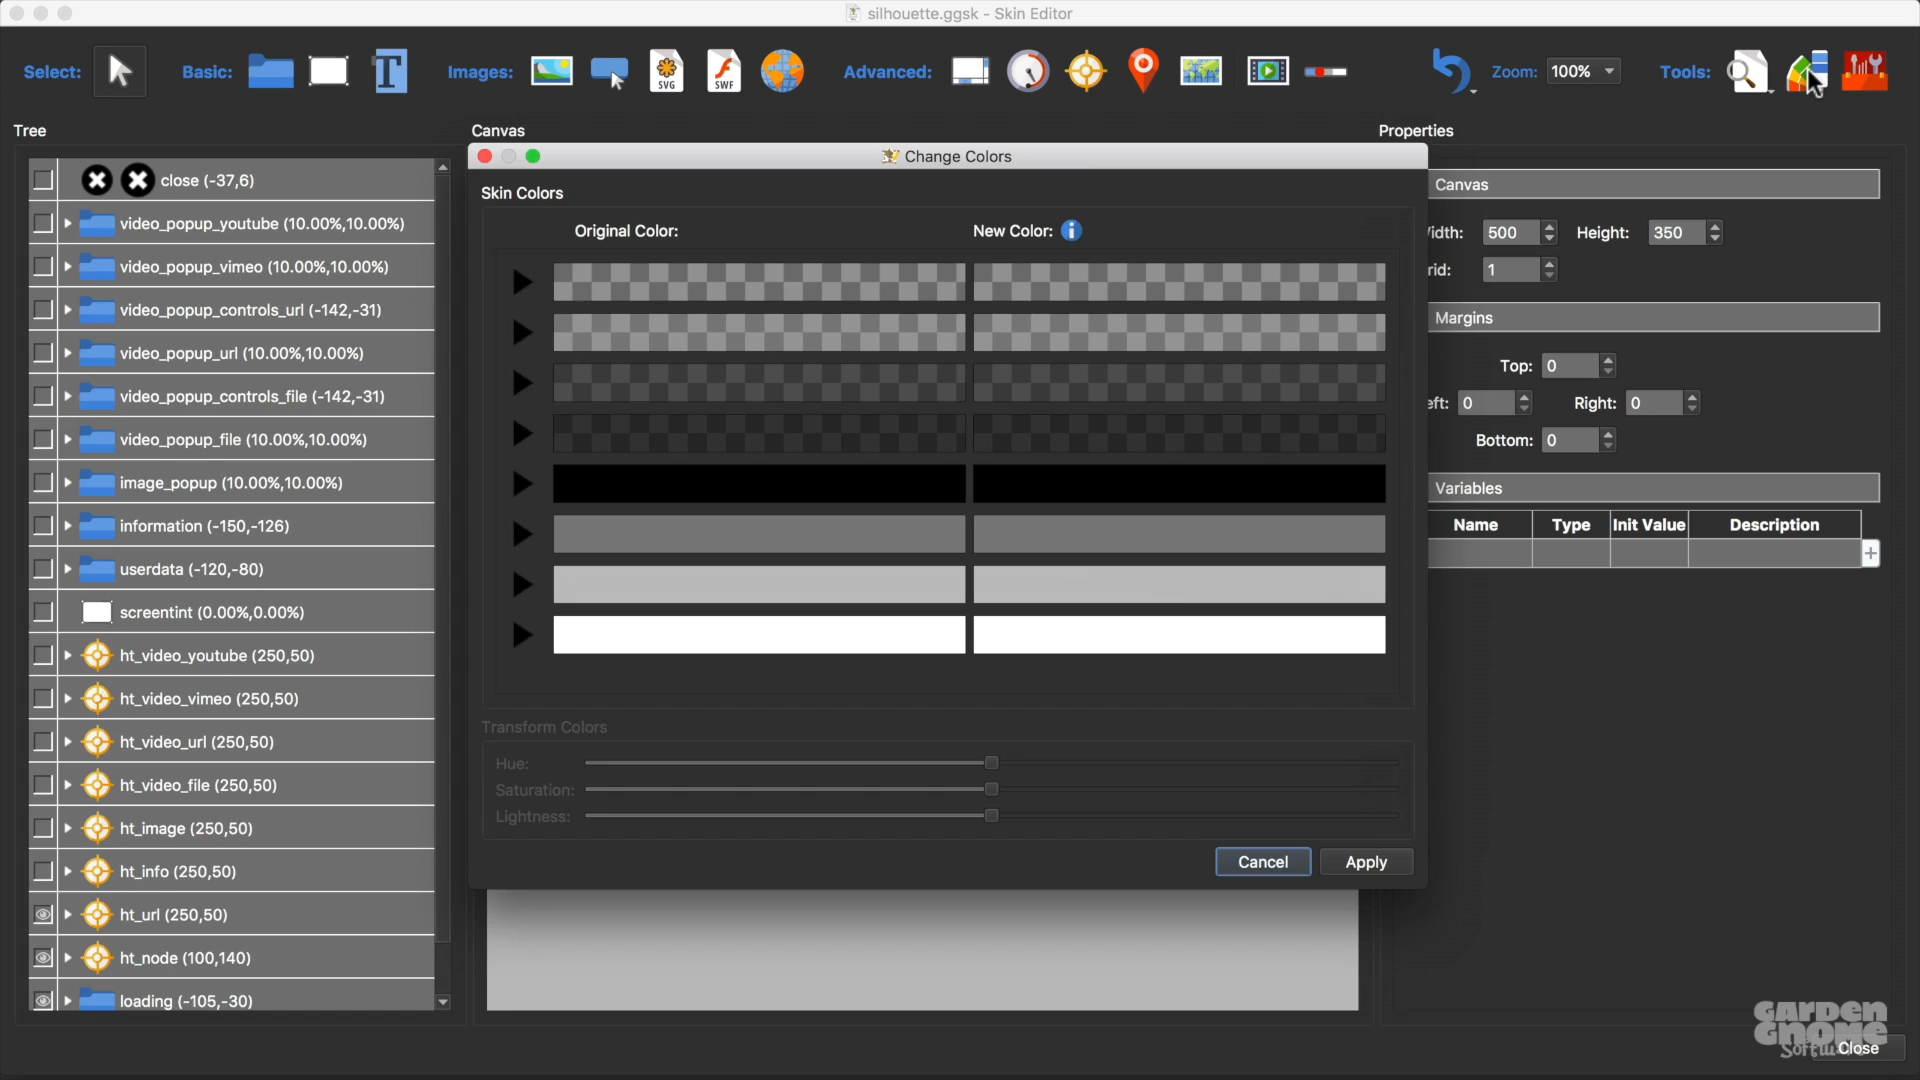 silhouette.ggsk - Skin Editor
Select: Basic: T Images: SVG SWF Advanced: Zoom: 100% Tools:
Tree
close (-37,6)
video_popup_youtube (10.00%,10.00%)
video_popup_vimeo (10.00%,10.00%)
video_popup_controls_url (-142,-31)
video_popup_url (10.00%,10.00%)
video_popup_controls_file (-142,-31)
video_popup_file (10.00%,10.00%)
image_popup (10.00%,10.00%)
information (-150,-126)
userdata (-120,-80)
screentint (0.00%,0.00%)
ht_video_youtube (250,50)
ht_video_vimeo (250,50)
ht_video_url (250,50)
ht_video_file (250,50)
ht_image (250,50)
ht_info (250,50)
ht_url (250,50)
ht_node (100,140)
loading (-105,-30)
Canvas
Change Colors
Skin Colors
Original Color: New Color: i
Transform Colors
Hue:
Saturation:
Lightness:
Cancel Apply
Properties
Canvas
idth: 500 Height: 350
rid: 1
Margins
Top: 0
eft: 0 Right: 0
Bottom: 0
Variables
Name Type Init Value Description
+
GARDEN
GNOME
Software
Close